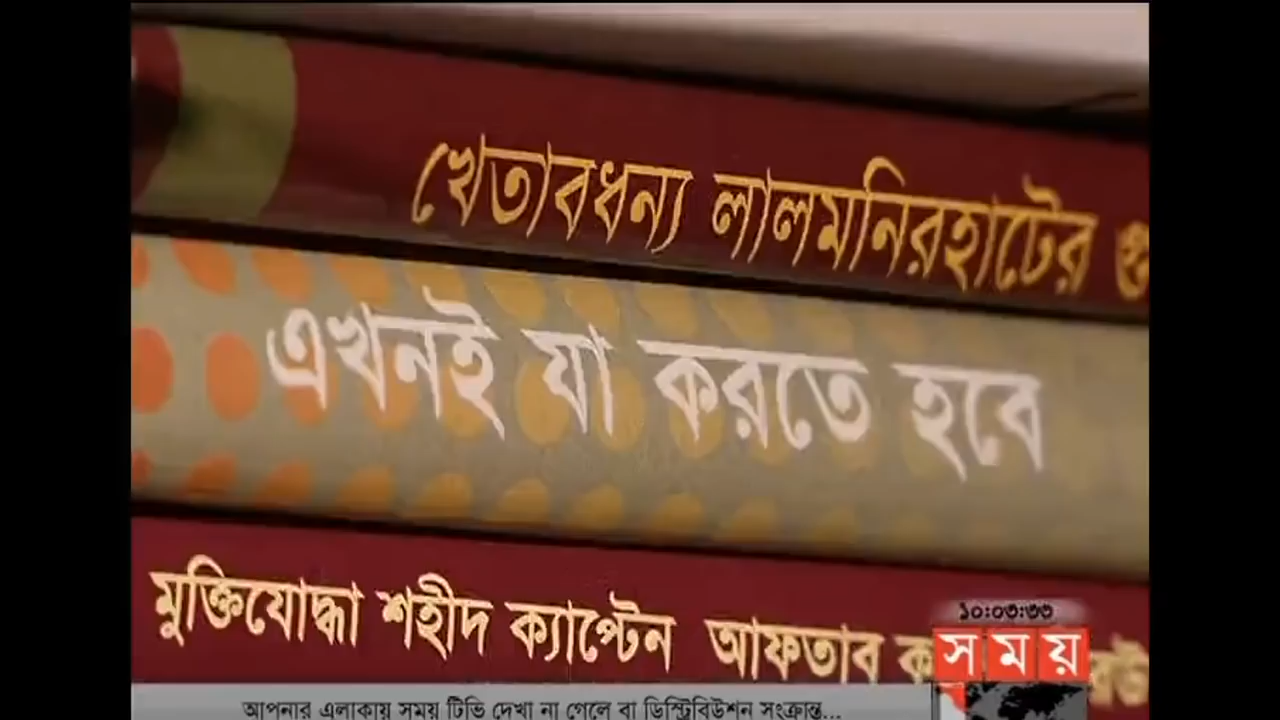 খেতাবধন্য লালমনিরহাটের
এখনই যা করতে হবে
মুক্তিযোদ্ধা শহীদ ক্যাপ্টেন আফতাব
১০:০৩:৩৩
সময়
আপনার এলাকায় সময় টিভি দেখা না গেলে বা ডিস্ট্রিবিউশন সংক্রান্ত...